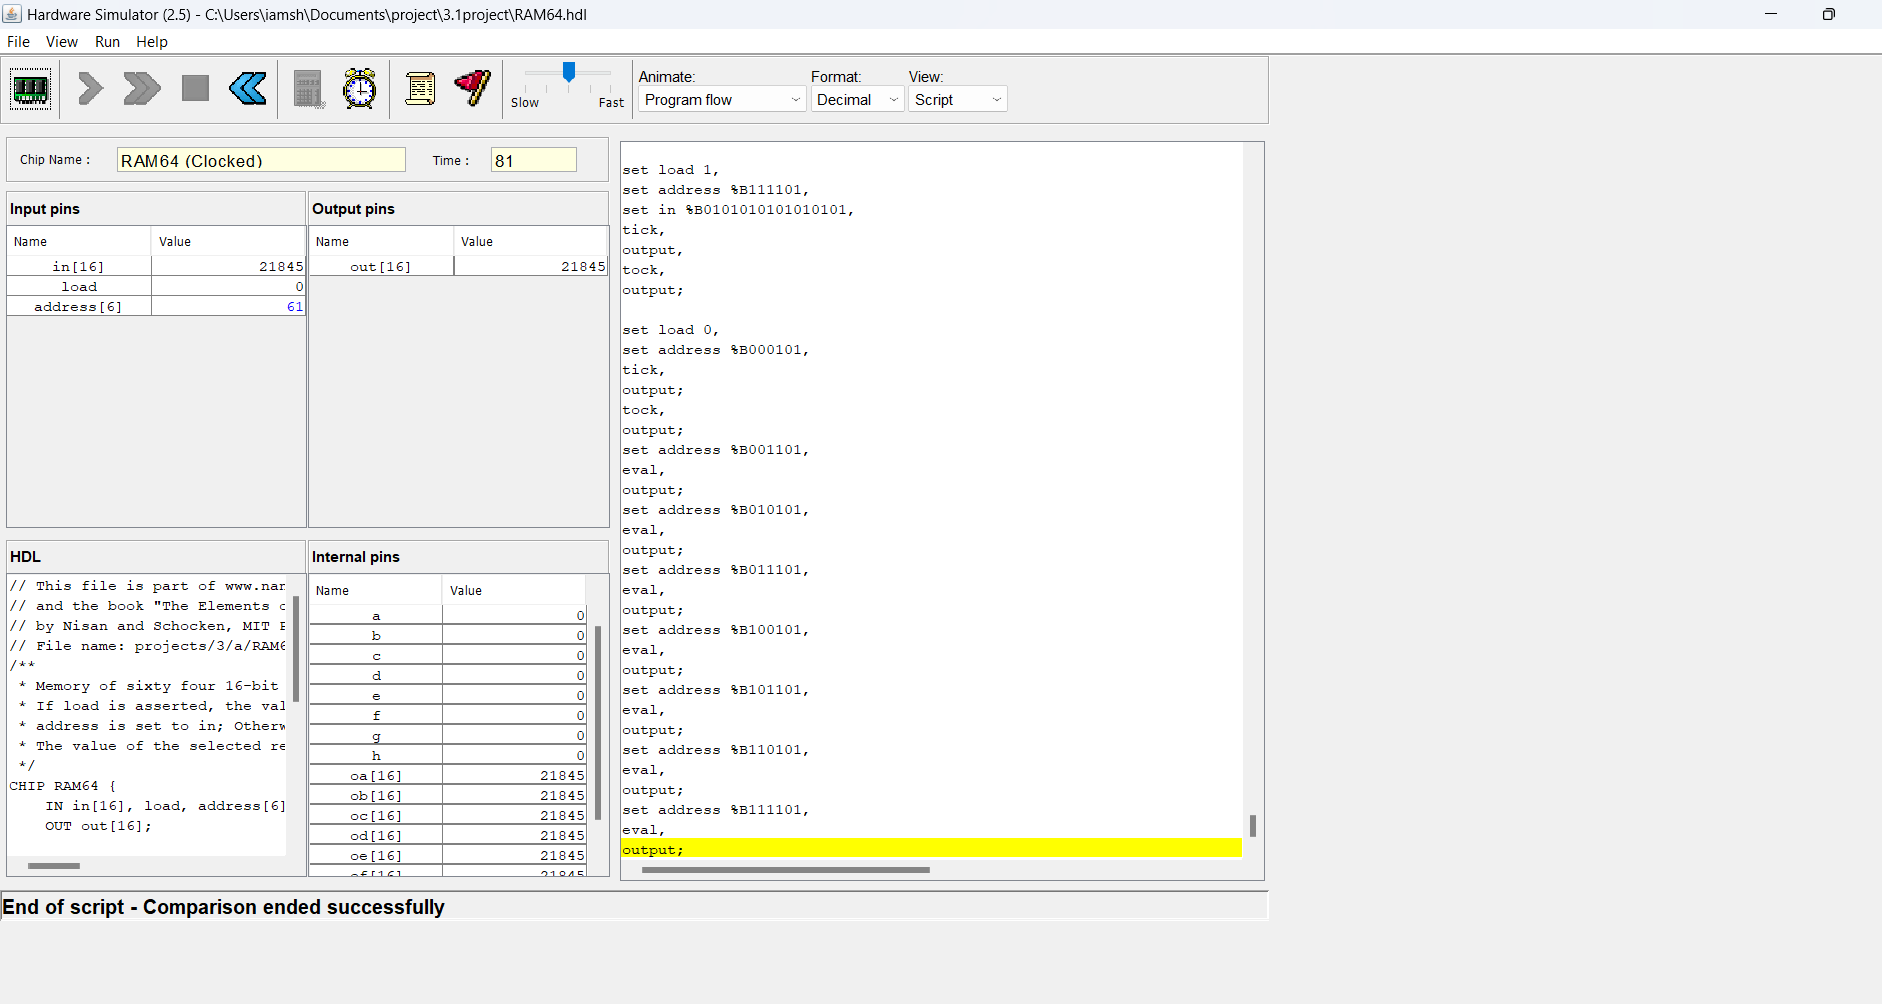 Hardware Simulator (2.5) - C:\Users\iamsh\Documents\project\3.1project\RAM64.hdl
File View Run Help
Slow Fast
Animate: Format: View:
Program flow Decimal Script
Chip Name : RAM64 (Clocked) Time : 81
Input pins
Name Value
in[16] 21845
load 0
address[6] 61
Output pins
Name Value
out[16] 21845
HDL
// This file is part of www.nan
// and the book "The Elements o
// by Nisan and Schocken, MIT P
// File name: projects/3/a/RAM6
/**
* Memory of sixty four 16-bit
* If load is asserted, the val
* address is set to in; Otherw
* The value of the selected re
*/
CHIP RAM64 {
IN in[16], load, address[6]
OUT out[16];
Internal pins
Name Value
a 0
b 0
c 0
d 0
e 0
f 0
g 0
h 0
oa[16] 21845
ob[16] 21845
oc[16] 21845
od[16] 21845
oe[16] 21845
of[16] 21845
set load 1,
set address %B111101,
set in %B0101010101010101,
tick,
output,
tock,
output;
set load 0,
set address %B000101,
tick,
output;
tock,
output;
set address %B001101,
eval,
output;
set address %B010101,
eval,
output;
set address %B011101,
eval,
output;
set address %B100101,
eval,
output;
set address %B101101,
eval,
output;
set address %B110101,
eval,
output;
set address %B111101,
eval,
output;
End of script - Comparison ended successfully